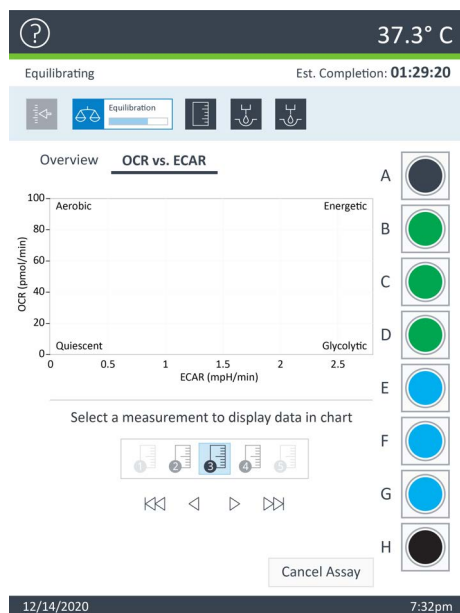 ?
37.3° C
Equilibrating
Est. Completion: 01:29:20
Equilibration
Overview
OCR vs. ECAR
A
B
C
D
E
F
G
H
100
80
60
40
20
0
OCR (pmol/min)
Aerobic
Energetic
Quiescent
Glycolytic
0
0.5
1
1.5
2
2.5
ECAR (mpH/min)
Select a measurement to display data in chart
1
2
3
4
5
Cancel Assay
12/14/2020
7:32pm